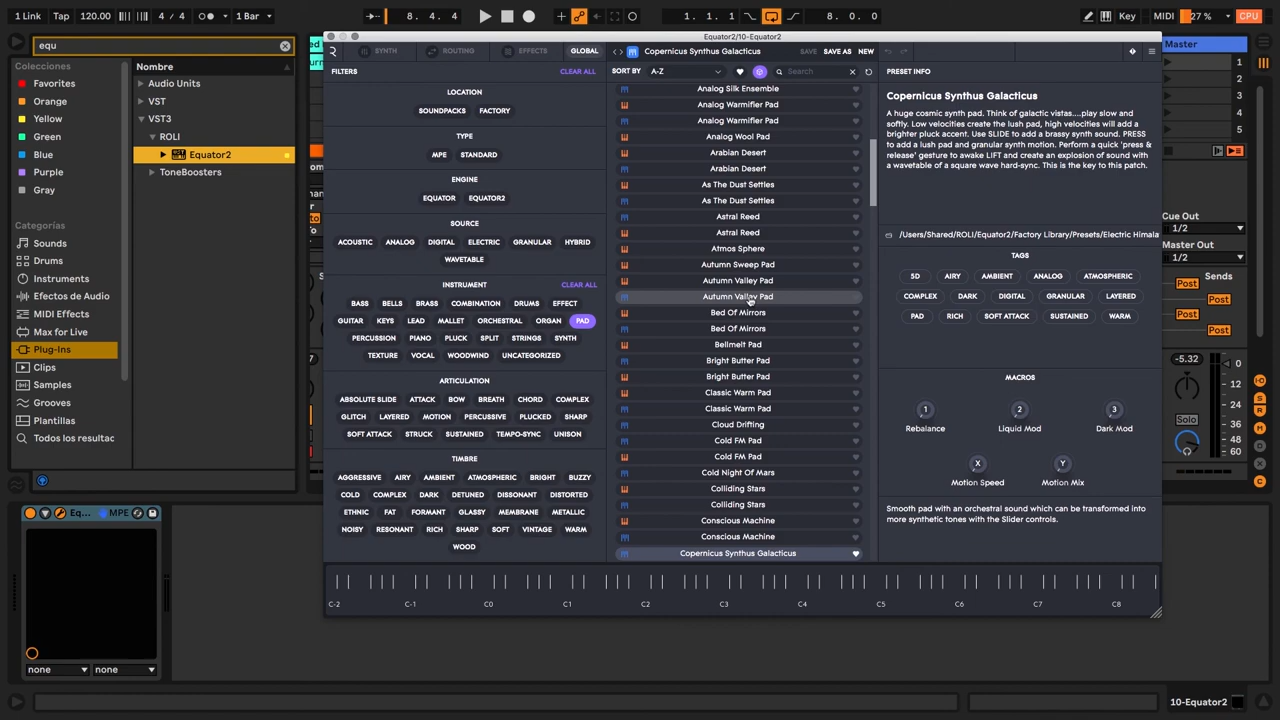 1 Link
Tap
120.00
4 / 4
1 Bar
8. 4. 4
1. 1. 1
8. 0. 0
Key
MIDI
27 %
CPU
equ
Colecciones
Favorites
Orange
Yellow
Green
Blue
Purple
Gray
Categorías
Sounds
Drums
Instruments
Efectos de Audio
MIDI Effects
Max for Live
Plug-Ins
Clips
Samples
Grooves
Plantillas
Todos los resultac
Nombre
Audio Units
VST
VST3
ROLI
Equator2
ToneBoosters
Equator2/10-Equator2
SYNTH
ROUTING
EFFECTS
GLOBAL
Copernicus Synthus Galacticus
SAVE
SAVE AS
NEW
FILTERS
CLEAR ALL
LOCATION
SOUNDPACKS
FACTORY
TYPE
MPE
STANDARD
ENGINE
EQUATOR
EQUATOR2
SOURCE
ACOUSTIC
ANALOG
DIGITAL
ELECTRIC
GRANULAR
HYBRID
WAVETABLE
INSTRUMENT
CLEAR ALL
BASS
BELLS
BRASS
COMBINATION
DRUMS
EFFECT
GUITAR
KEYS
LEAD
MALLET
ORCHESTRAL
ORGAN
PAD
PERCUSSION
PIANO
PLUCK
SPLIT
STRINGS
SYNTH
TEXTURE
VOCAL
WOODWIND
UNCATEGORIZED
ARTICULATION
ABSOLUTE SLIDE
ATTACK
BOW
BREATH
CHORD
COMPLEX
GLITCH
LAYERED
MOTION
PERCUSSIVE
PLUCKED
SHARP
SOFT ATTACK
STRUCK
SUSTAINED
TEMPO-SYNC
UNISON
TIMBRE
AGGRESSIVE
AIRY
AMBIENT
ATMOSPHERIC
BRIGHT
BUZZY
COLD
COMPLEX
DARK
DETUNED
DISSONANT
DISTORTED
ETHNIC
FAT
FORMANT
GLASSY
MEMBRANE
METALLIC
NOISY
RESONANT
RICH
SHARP
SOFT
VINTAGE
WARM
WOOD
SORT BY
A-Z
Search
Analog Silk Ensemble
Analog Warmifier Pad
Analog Warmifier Pad
Analog Wool Pad
Arabian Desert
Arabian Desert
As The Dust Settles
As The Dust Settles
Astral Reed
Astral Reed
Atmos Sphere
Autumn Sweep Pad
Autumn Valley Pad
Autumn Valley Pad
Bed Of Mirrors
Bed Of Mirrors
Bellmelt Pad
Bright Butter Pad
Bright Butter Pad
Classic Warm Pad
Classic Warm Pad
Cloud Drifting
Cold FM Pad
Cold FM Pad
Cold Night Of Mars
Colliding Stars
Colliding Stars
Conscious Machine
Conscious Machine
Copernicus Synthus Galacticus
PRESET INFO
Copernicus Synthus Galacticus
A huge cosmic synth pad. Think of galactic vistas....play slow and
softly. Low velocities create the lush pad, high velocities will add a
brighter pluck accent. Use SLIDE to add a brassy synth sound. PRESS
to add a lush pad and granular synth motion. Perform a quick 'press &
release' gesture to awake LIFT and create an explosion of sound with
a wavetable of a square wave hard-sync. This is the key to this patch.
/Users/Shared/ROLI/Equator2/Factory Library/Presets/Electric Himala
TAGS
5D
AIRY
AMBIENT
ANALOG
ATMOSPHERIC
COMPLEX
DARK
DIGITAL
GRANULAR
LAYERED
PAD
RICH
SOFT ATTACK
SUSTAINED
WARM
MACROS
1
2
3
Rebalance
Liquid Mod
Dark Mod
X
Y
Motion Speed
Motion Mix
Smooth pad with an orchestral sound which can be transformed into
more synthetic tones with the Slider controls.
C-2
C-1
C0
C1
C2
C3
C4
C5
C6
C7
C8
Master
1
2
3
4
5
Cue Out
1/2
Master Out
1/2
Sends
Post
Post
Post
Post
-5.32
0
12
24
36
48
60
Solo
Eq...
MPE
none
none
10-Equator2